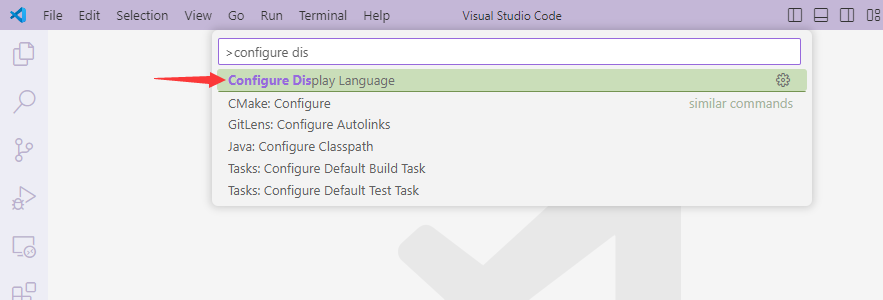 File Edit Selection View Go Run Terminal Help Visual Studio Code
>configure dis
Configure Display Language
CMake: Configure similar commands
GitLens: Configure Autolinks
Java: Configure Classpath
Tasks: Configure Default Build Task
Tasks: Configure Default Test Task